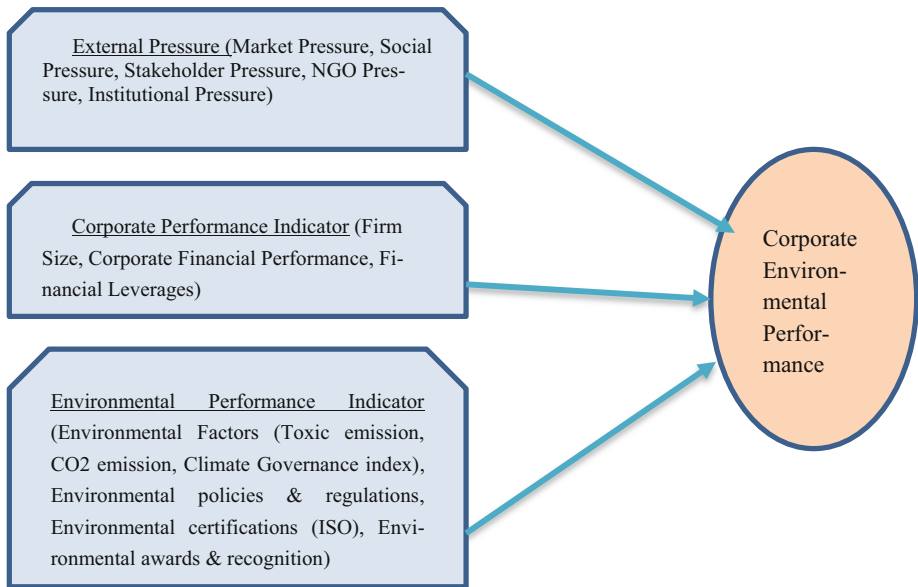 External Pressure (Market Pressure, Social
Pressure, Stakeholder Pressure, NGO Pres-
sure, Institutional Pressure)
Corporate Performance Indicator (Firm
Size, Corporate Financial Performance, Fi-
nancial Leverages)
Environmental Performance Indicator
(Environmental Factors (Toxic emission,
CO2 emission, Climate Governance index),
Environmental policies & regulations,
Environmental certifications (ISO), Envi-
ronmental awards & recognition)
Corporate
Environ-
mental
Perfor-
mance